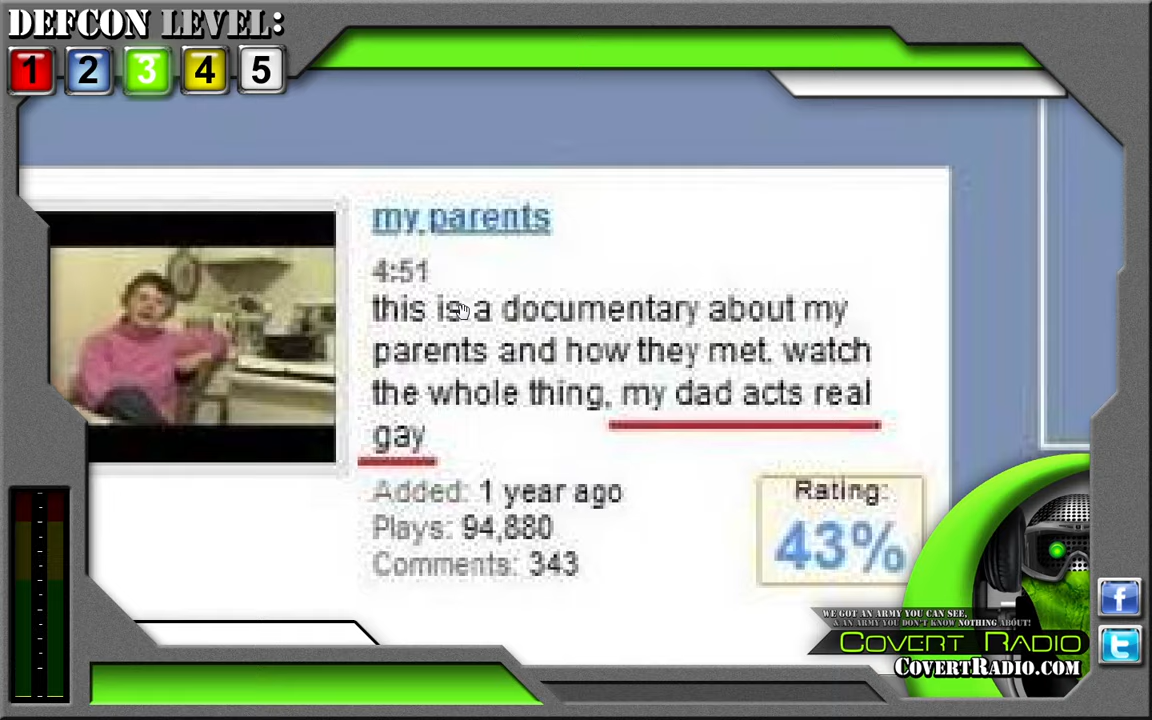 DEFCON LEVEL:
1 2 3 4 5
my parents
4:51
this is a documentary about my
parents and how they met. watch
the whole thing, my dad acts real
gay
Added: 1 year ago
Plays: 94,880
Comments: 343
Rating:
43%
WE GOT AN ARMY YOU CAN SEE,
& AN ARMY YOU DON'T KNOW NOTHING ABOUT!
COVERT RADIO
COVERTRADIO.COM
f
t